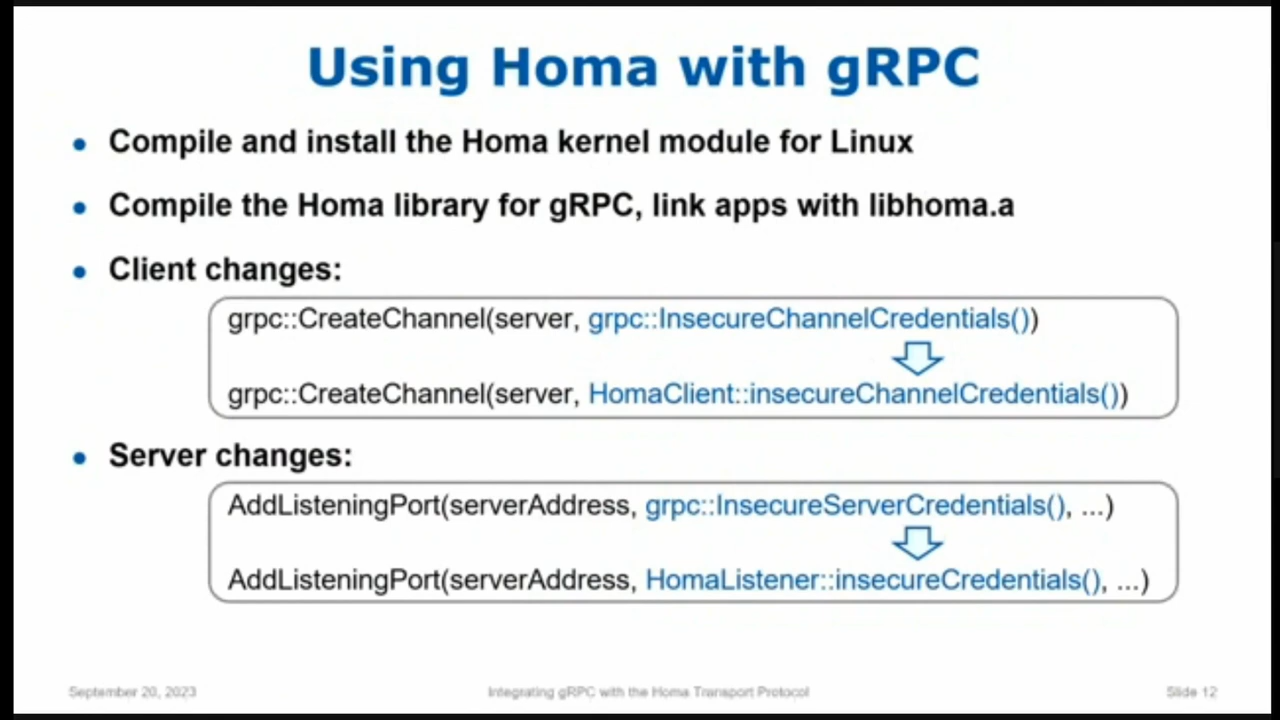 Using Homa with gRPC
• Compile and install the Homa kernel module for Linux
• Compile the Homa library for gRPC, link apps with libhoma.a
• Client changes:
grpc::CreateChannel(server, grpc::InsecureChannelCredentials())
grpc::CreateChannel(server, HomaClient::insecureChannelCredentials())
• Server changes:
AddListeningPort(serverAddress, grpc::InsecureServerCredentials(), ...)
AddListeningPort(serverAddress, HomaListener::insecureCredentials(), ...)
September 20, 2023
Integrating gRPC with the Homa Transport Protocol
Slide 12